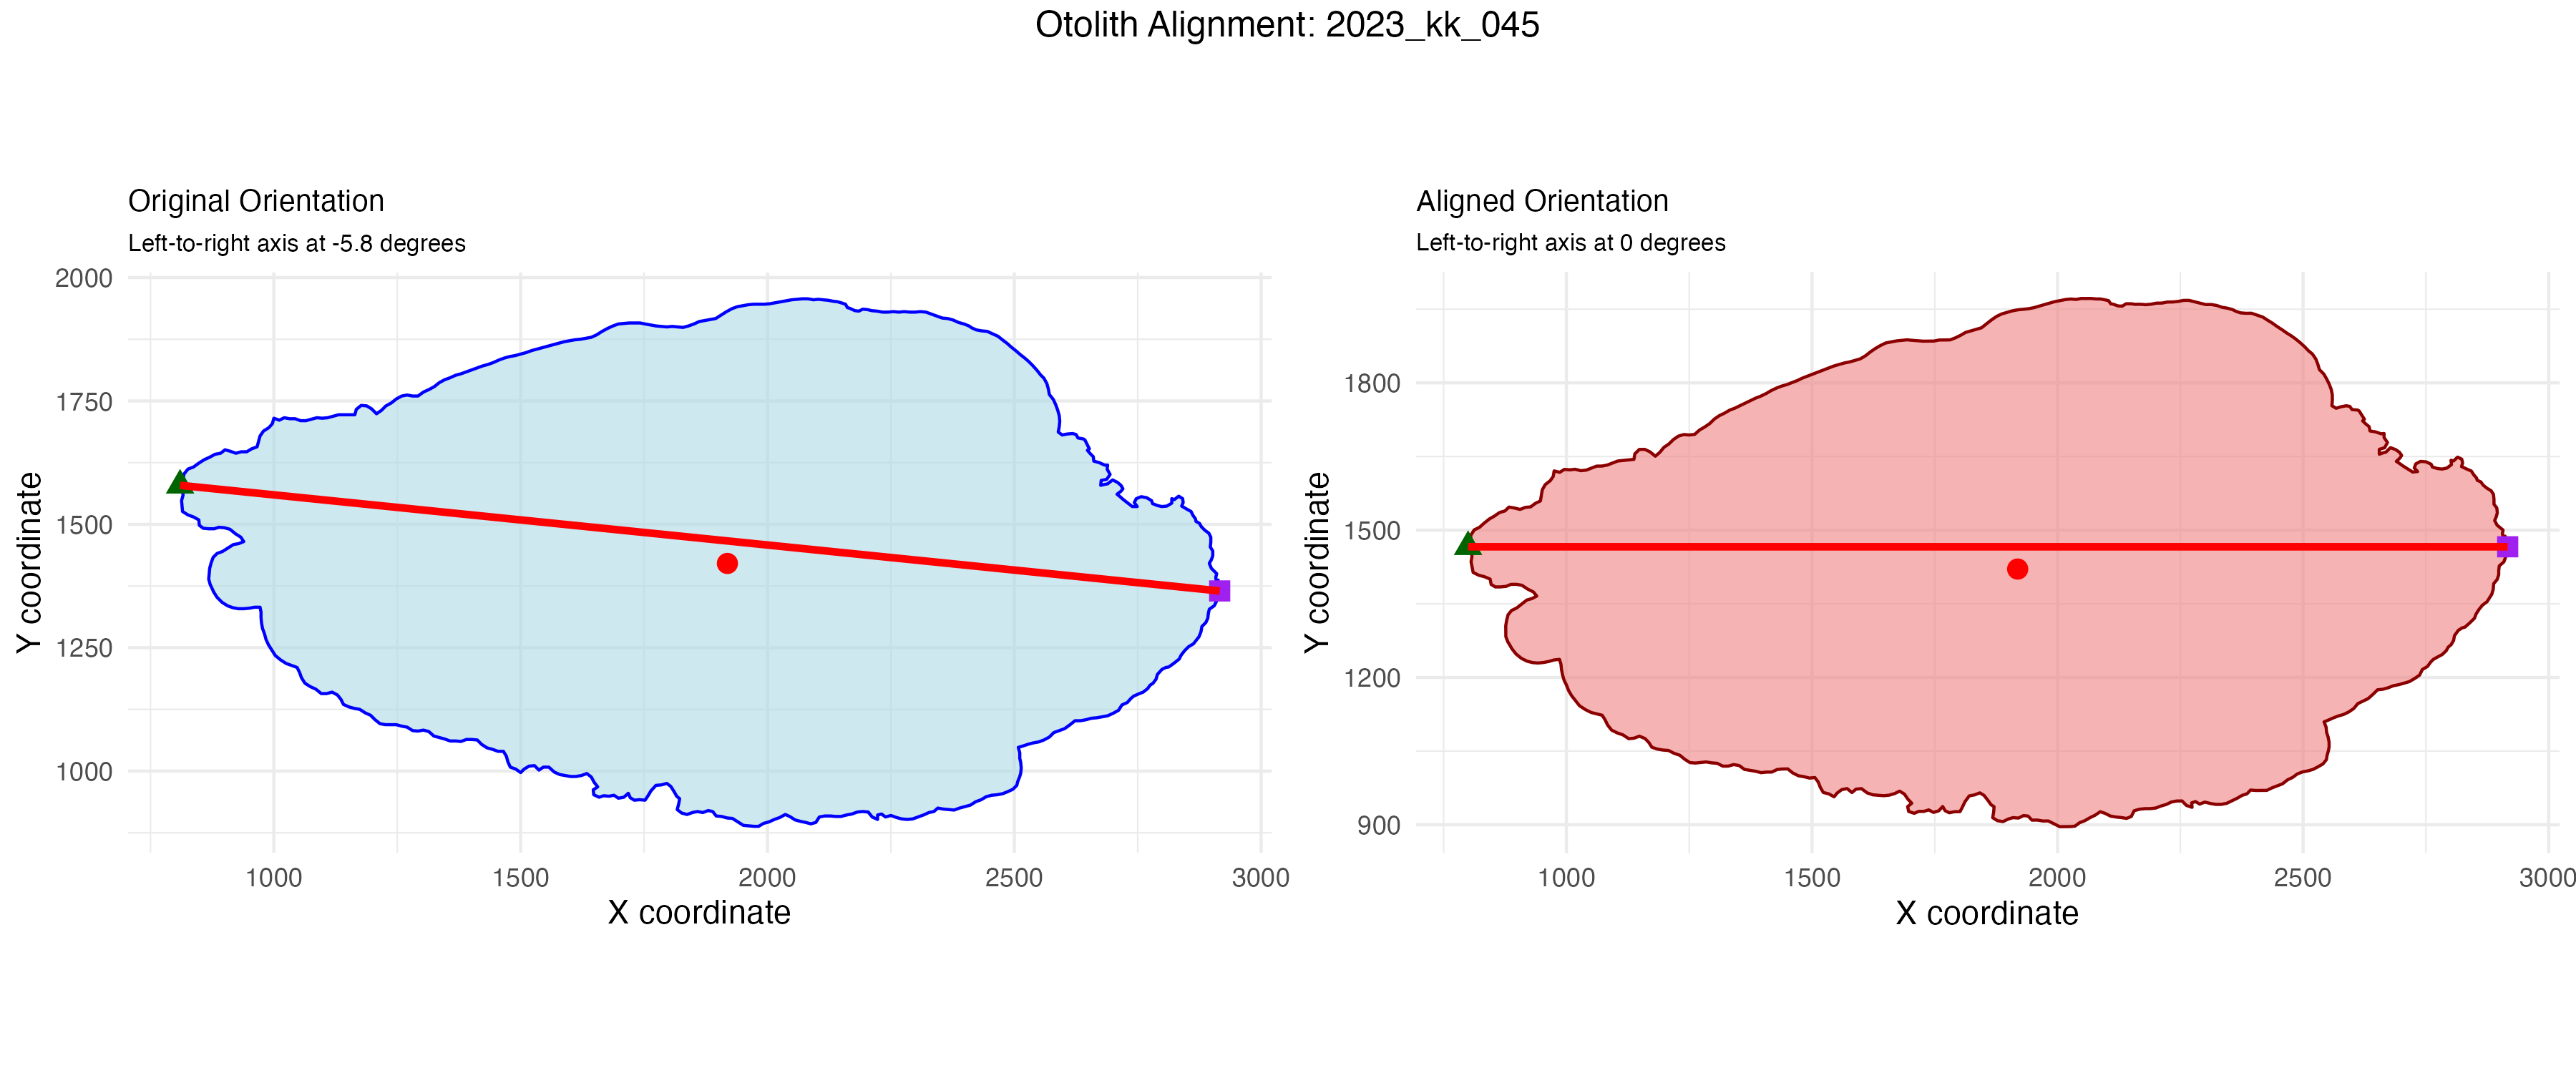 Otolith Alignment: 2023_kk_045
Original Orientation
Left-to-right axis at -5.8 degrees
2000
1750
1500
1250
1000
Y coordinate
1000 1500 2000 2500 3000
X coordinate
Aligned Orientation
Left-to-right axis at 0 degrees
1800
1500
1200
900
Y coordinate
1000 1500 2000 2500 3000
X coordinate